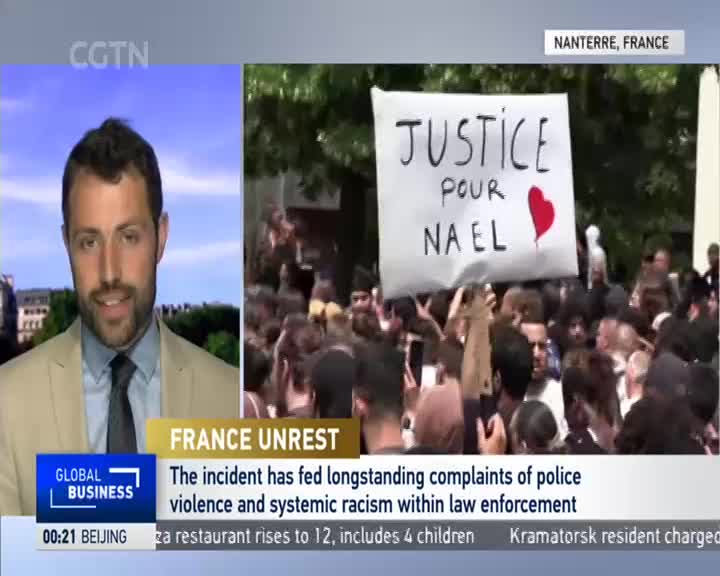 CGTN
NANTERRE, FRANCE
JUSTICE
POUR
NAEL
FRANCE UNREST
The incident has fed longstanding complaints of police
violence and systemic racism within law enforcement
GLOBAL
BUSINESS
00:21 BEIJING
za restaurant rises to 12, includes 4 children Kramatorsk resident charged